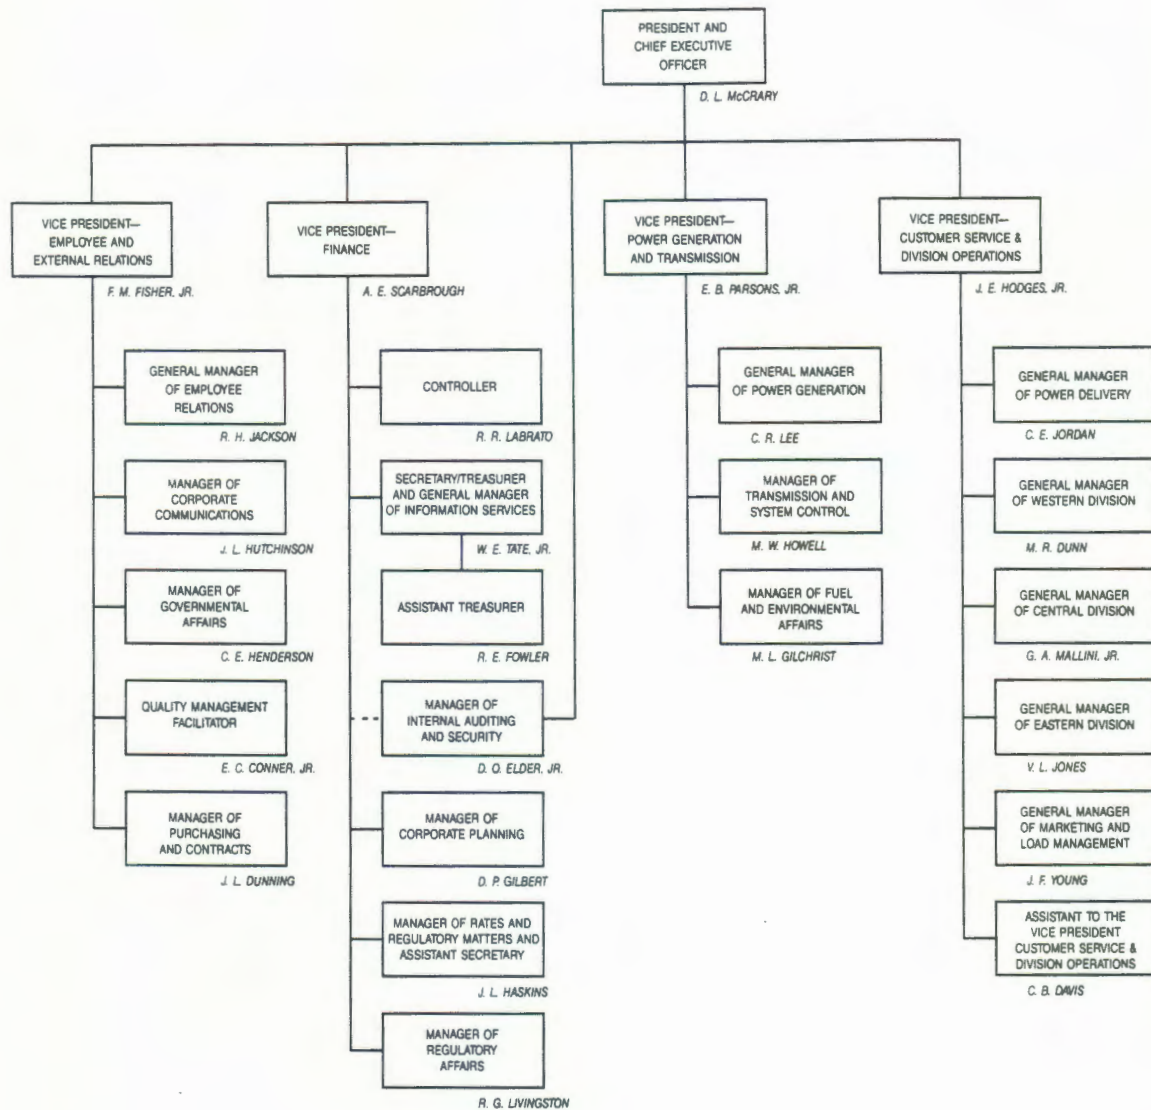 PRESIDENT AND
CHIEF EXECUTIVE
OFFICER
D. L. McCRARY
VICE PRESIDENT—
EMPLOYEE AND
EXTERNAL RELATIONS
F. M. FISHER, JR.
GENERAL MANAGER
OF EMPLOYEE
RELATIONS
R. H. JACKSON
MANAGER OF
CORPORATE
COMMUNICATIONS
J. L. HUTCHINSON
MANAGER OF
GOVERNMENTAL
AFFAIRS
C. E. HENDERSON
QUALITY MANAGEMENT
FACILITATOR
E. C. CONNER, JR.
MANAGER OF
PURCHASING
AND CONTRACTS
J. L. DUNNING
VICE PRESIDENT—
FINANCE
A. E. SCARBROUGH
CONTROLLER
R. R. LABRATO
SECRETARY/TREASURER
AND GENERAL MANAGER
OF INFORMATION SERVICES
W. E. TATE, JR.
ASSISTANT TREASURER
R. E. FOWLER
MANAGER OF
INTERNAL AUDITING
AND SECURITY
D. O. ELDER, JR.
MANAGER OF
CORPORATE PLANNING
D. P. GILBERT
MANAGER OF RATES AND
REGULATORY MATTERS AND
ASSISTANT SECRETARY
J. L. HASKINS
MANAGER OF
REGULATORY
AFFAIRS
R. G. LIVINGSTON
VICE PRESIDENT—
POWER GENERATION
AND TRANSMISSION
E. B. PARSONS, JR.
GENERAL MANAGER
OF POWER GENERATION
C. R. LEE
MANAGER OF
TRANSMISSION AND
SYSTEM CONTROL
M. W. HOWELL
MANAGER OF FUEL
AND ENVIRONMENTAL
AFFAIRS
M. L. GILCHRIST
VICE PRESIDENT—
CUSTOMER SERVICE &
DIVISION OPERATIONS
J. E. HODGES, JR.
GENERAL MANAGER
OF POWER DELIVERY
C. E. JORDAN
GENERAL MANAGER
OF WESTERN DIVISION
M. R. DUNN
GENERAL MANAGER
OF CENTRAL DIVISION
G. A. MALLINI, JR.
GENERAL MANAGER
OF EASTERN DIVISION
V. L. JONES
GENERAL MANAGER
OF MARKETING AND
LOAD MANAGEMENT
J. F. YOUNG
ASSISTANT TO THE
VICE PRESIDENT
CUSTOMER SERVICE &
DIVISION OPERATIONS
C. B. DAVIS